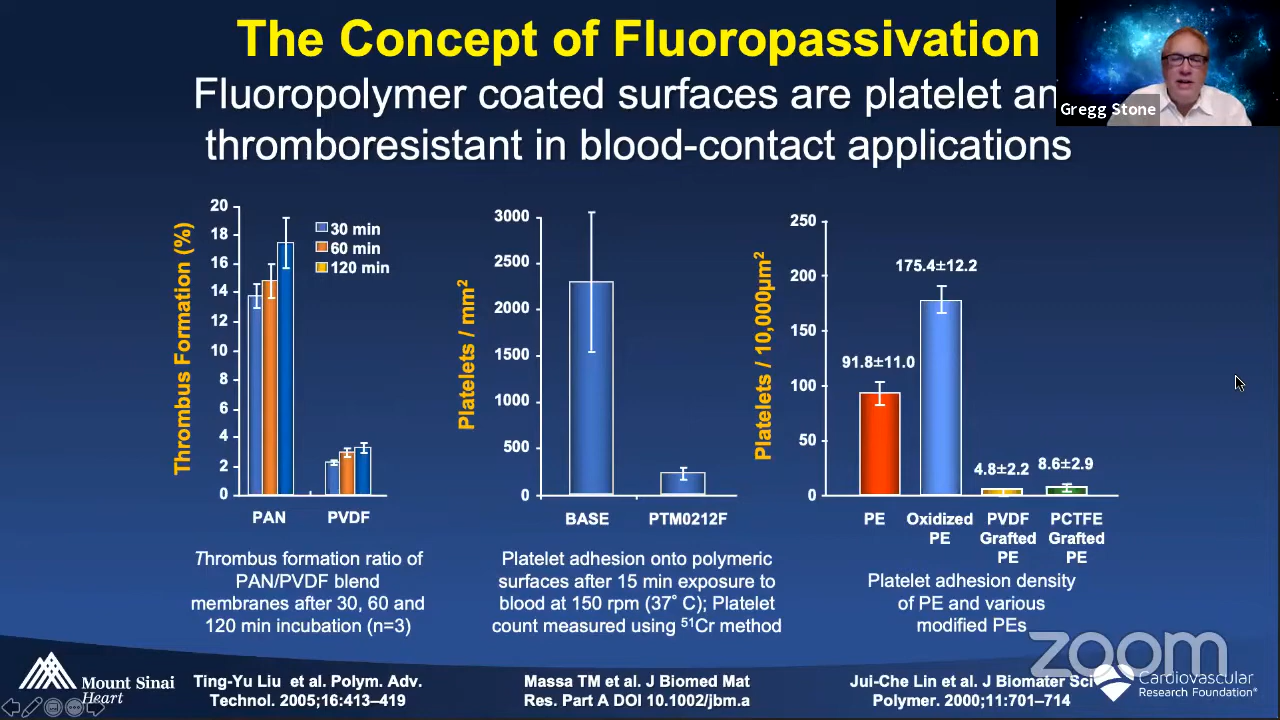 The Concept of Fluoropassivation
Fluoropolymer coated surfaces are platelet an
thromboresistant in blood-contact applications
Gregg Stone
Thrombus Formation (%)
20
18
16
14
12
10
8
6
4
2
0
30 min
60 min
120 min
PAN
PVDF
Thrombus formation ratio of
PAN/PVDF blend
membranes after 30, 60 and
120 min incubation (n=3)
Platelets / mm²
3000
2500
2000
1500
1000
500
0
BASE
PTM0212F
Platelet adhesion onto polymeric
surfaces after 15 min exposure to
blood at 150 rpm (37° C); Platelet
count measured using ⁵¹Cr method
Platelets / 10,000µm²
250
200
150
100
50
0
91.8±11.0
175.4±12.2
4.8±2.2
8.6±2.9
PE
Oxidized
PE
PVDF
Grafted
PE
PCTFE
Grafted
PE
Platelet adhesion density
of PE and various
modified PEs
zoom
Mount Sinai
Heart
Ting-Yu Liu et al. Polym. Adv.
Technol. 2005;16:413–419
Massa TM et al. J Biomed Mat
Res. Part A DOI 10.1002/jbm.a
Jui-Che Lin et al. J Biomater Sci
Polymer. 2000;11:701–714
Cardiovascular
Research Foundation®